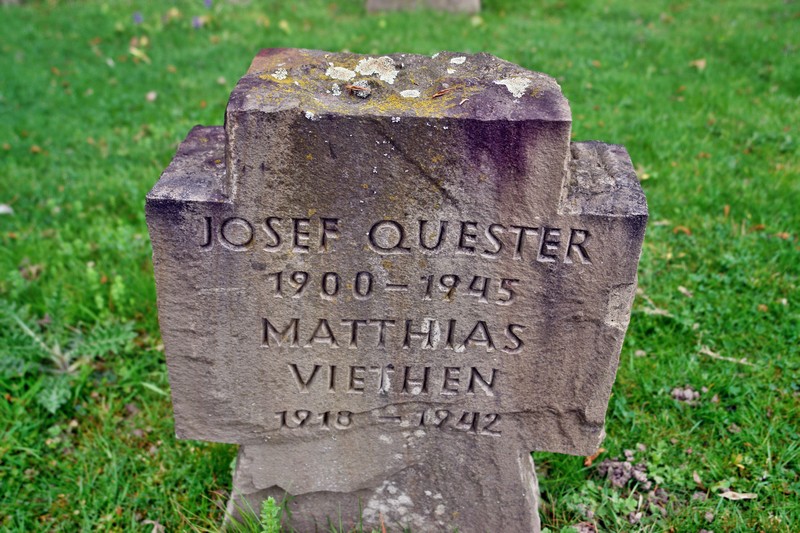 JOSEF QUESTER
1900 – 1945
MATTHIAS
VIETHEN
1918 – 1942